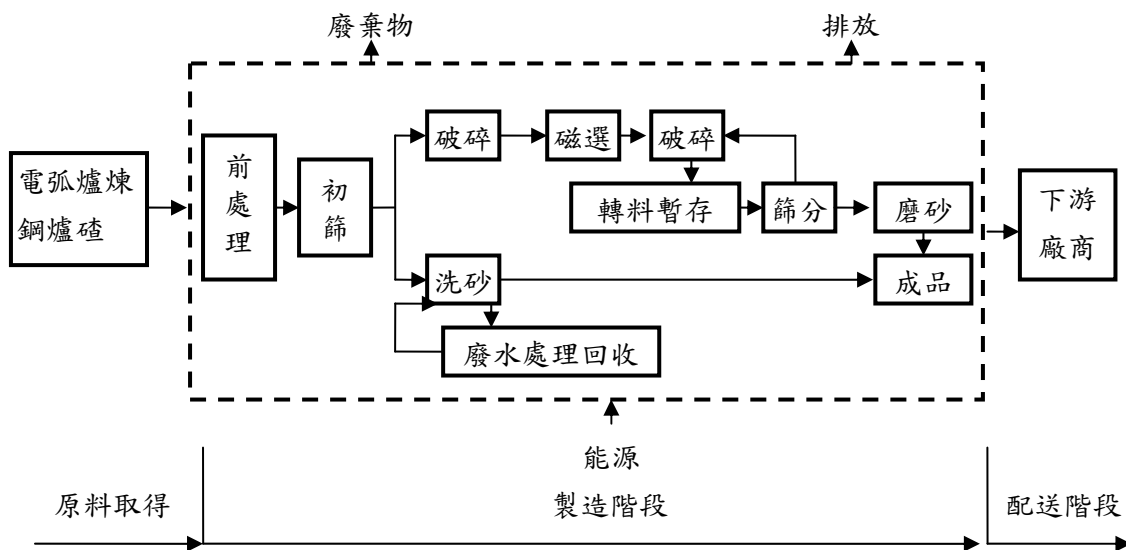 廢棄物
排放
電弧爐煉
鋼爐碴
前處理
初篩
破碎
磁選
破碎
轉料暫存
篩分
磨砂
洗砂
成品
廢水處理回收
下游
廠商
能源
原料取得
製造階段
配送階段